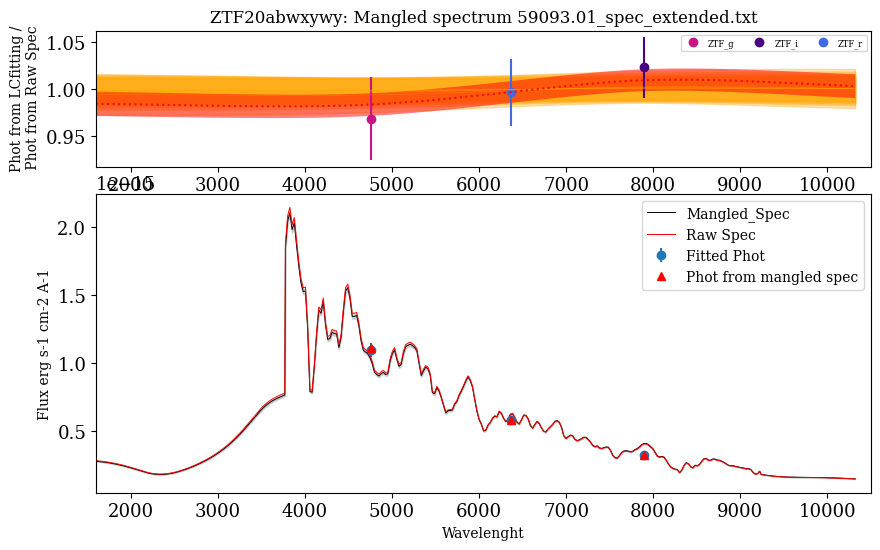 ZTF20abwxywy: Mangled spectrum 59093.01_spec_extended.txt
Phot from LCfitting /
Phot from Raw Spec
1.05
1.00
0.95
ZTF_g ZTF_i ZTF_r
2000 3000 4000 5000 6000 7000 8000 9000 10000
1e−15
Flux erg s-1 cm-2 A-1
2.0
1.5
1.0
0.5
Mangled_Spec
Raw Spec
Fitted Phot
Phot from mangled spec
2000 3000 4000 5000 6000 7000 8000 9000 10000
Wavelenght